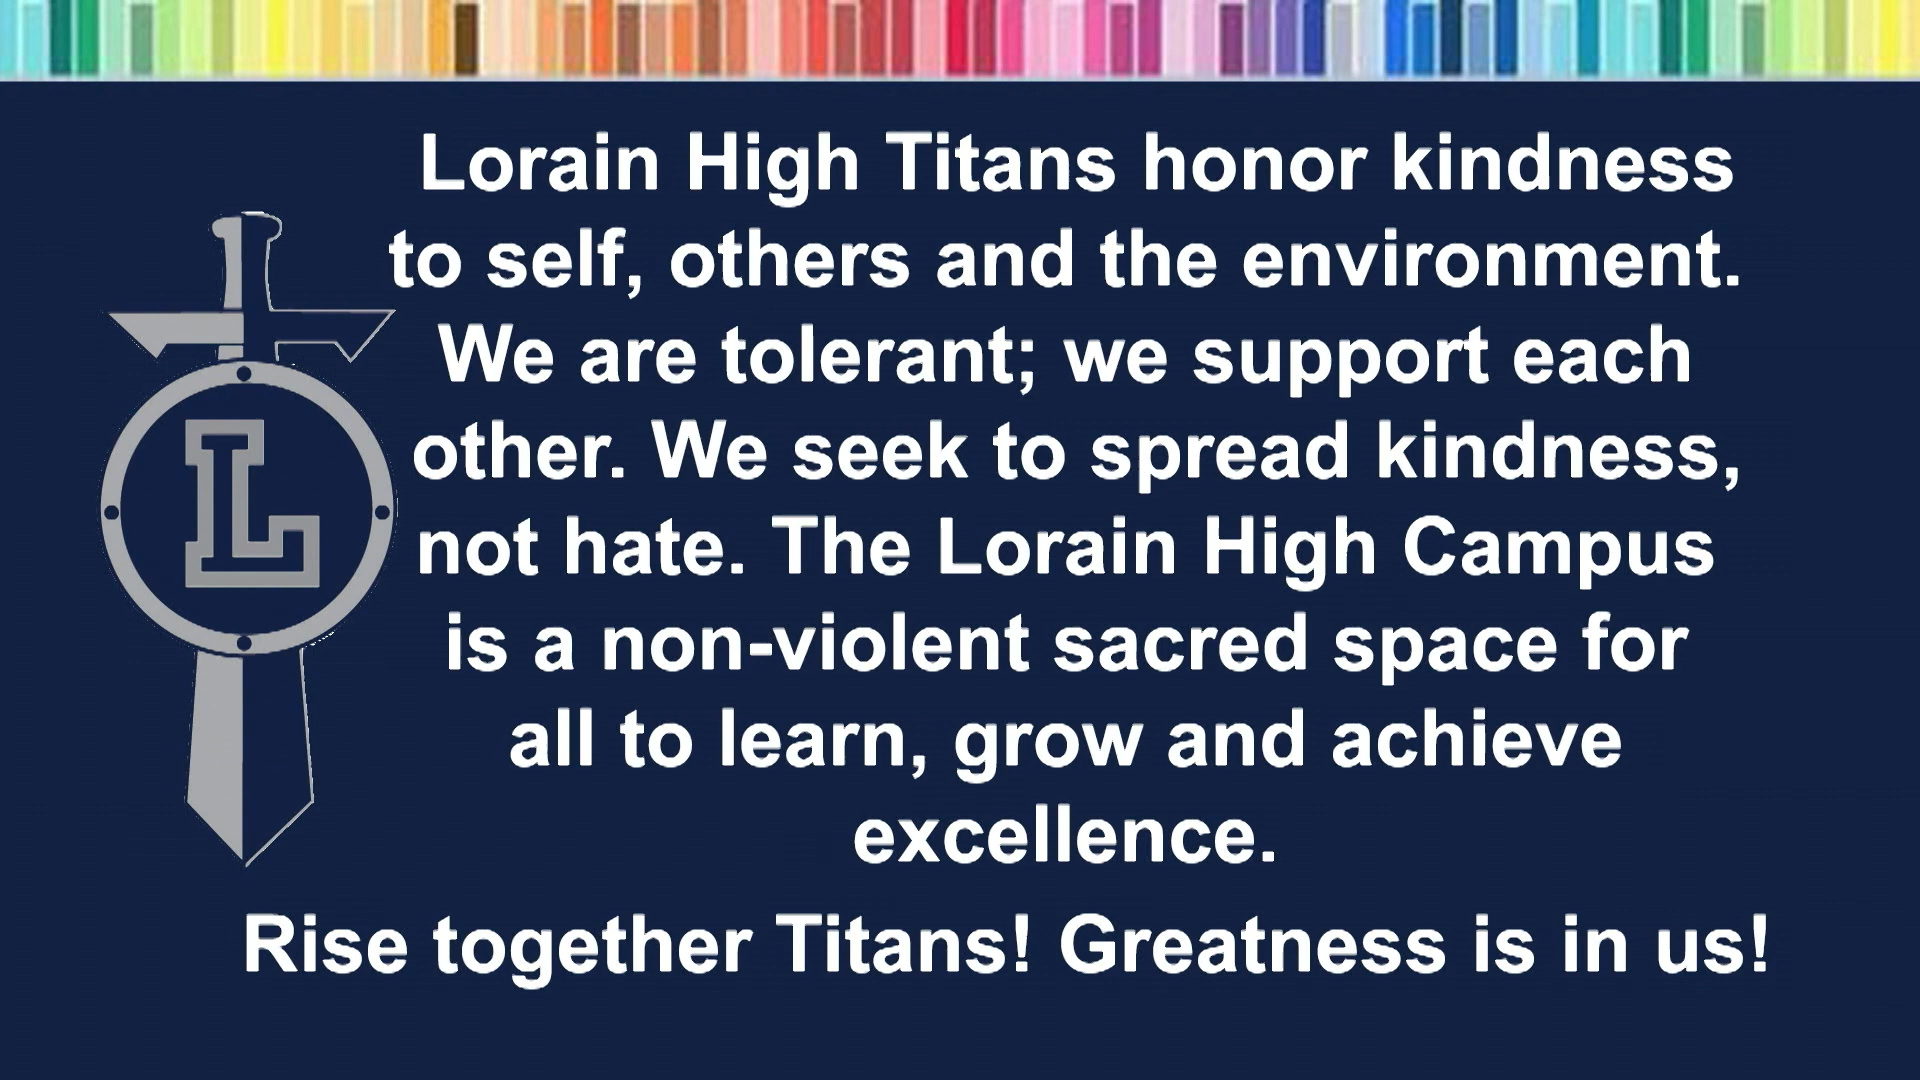 Lorain High Titans honor kindness
to self, others and the environment.
We are tolerant; we support each
other. We seek to spread kindness,
not hate. The Lorain High Campus
is a non-violent sacred space for
all to learn, grow and achieve
excellence.
Rise together Titans! Greatness is in us!
L